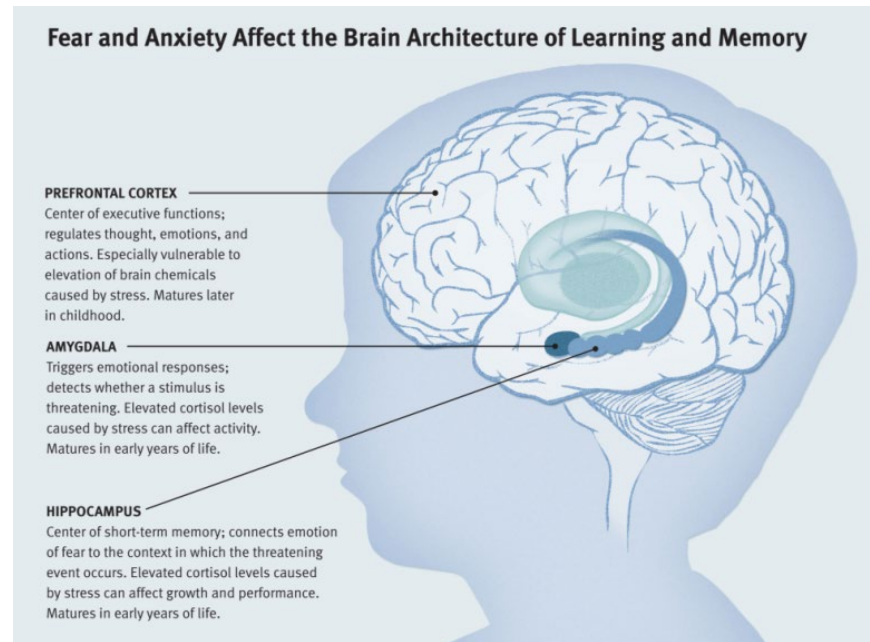 Fear and Anxiety Affect the Brain Architecture of Learning and Memory
PREFRONTAL CORTEX
Center of executive functions;
regulates thought, emotions, and
actions. Especially vulnerable to
elevation of brain chemicals
caused by stress. Matures later
in childhood.
AMYGDALA
Triggers emotional responses;
detects whether a stimulus is
threatening. Elevated cortisol levels
caused by stress can affect activity.
Matures in early years of life.
HIPPOCAMPUS
Center of short-term memory; connects emotion
of fear to the context in which the threatening
event occurs. Elevated cortisol levels caused
by stress can affect growth and performance.
Matures in early years of life.